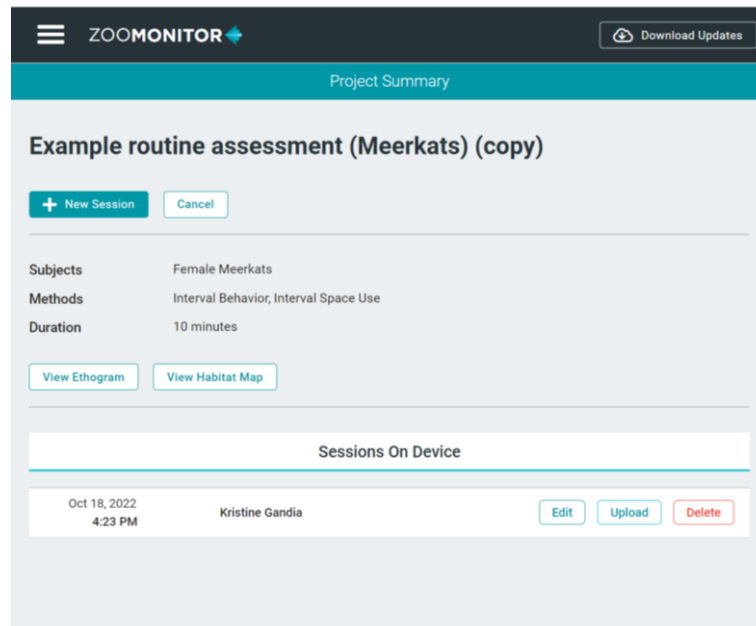 ZOOMONITOR
Download Updates
Project Summary
Example routine assessment (Meerkats) (copy)
New Session
Cancel
Subjects Female Meerkats
Methods Interval Behavior, Interval Space Use
Duration 10 minutes
View Ethogram View Habitat Map
Sessions On Device
Oct 18, 2022
4:23 PM
Kristine Gandia
Edit Upload Delete